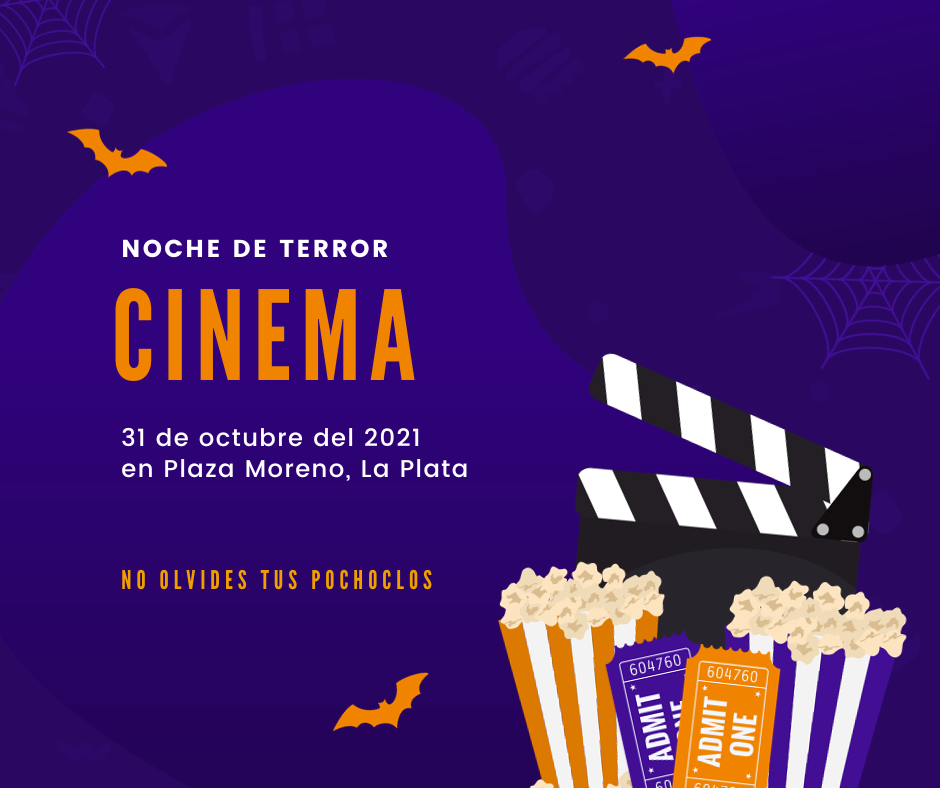 NOCHE DE TERROR
CINEMA
31 de octubre del 2021
en Plaza Moreno, La Plata
NO OLVIDES TUS POCHOCLOS
604760
ADMIT
ONE
604760
ADMIT
ONE